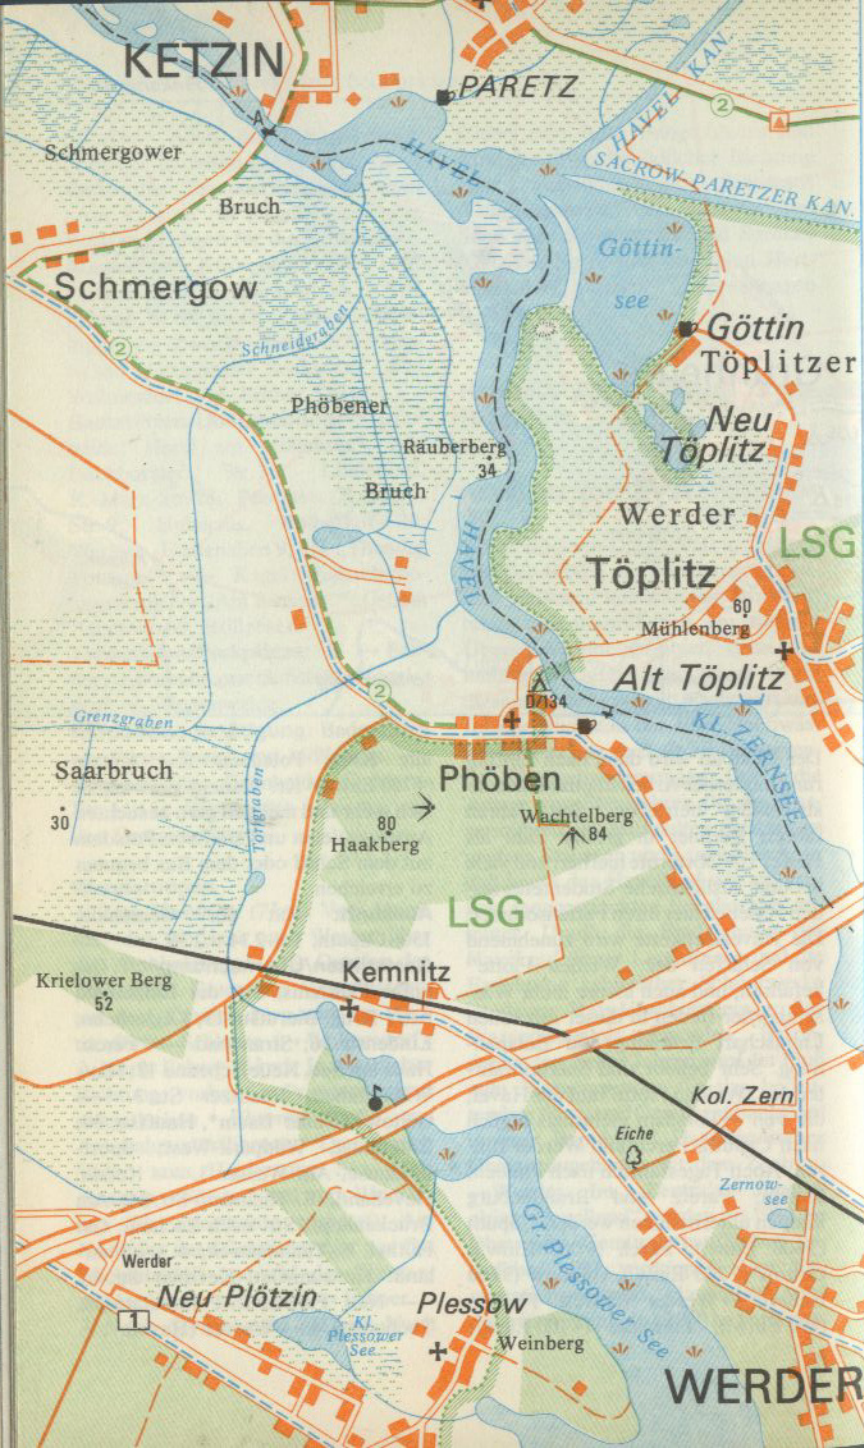 KETZIN
PARETZ
HAVEL-KAN.
2
A
Schmergower
HAVEL
SACROW PARETZER KAN.
Bruch
Göttin-
see
Schmergow
Göttin
Töplitzer
2
Schneidgraben
Phöbener
Neu
Töplitz
Räuberberg
34
Bruch
Werder
LSG
HAVEL
Töplitz
60
Mühlenberg
Alt Töplitz
2
D/134
Grenzgraben
KL. ZERNSEE
Saarbruch
Phöben
30
Torfgraben
80
Haakberg
Wachtelberg
84
LSG
Krielower Berg
52
Kemnitz
Kol. Zern
Eiche
Zernow-
see
Gr. Plessower See
Werder
Neu Plötzin
Plessow
1
Kl.
Plessower
See
Weinberg
WERDER